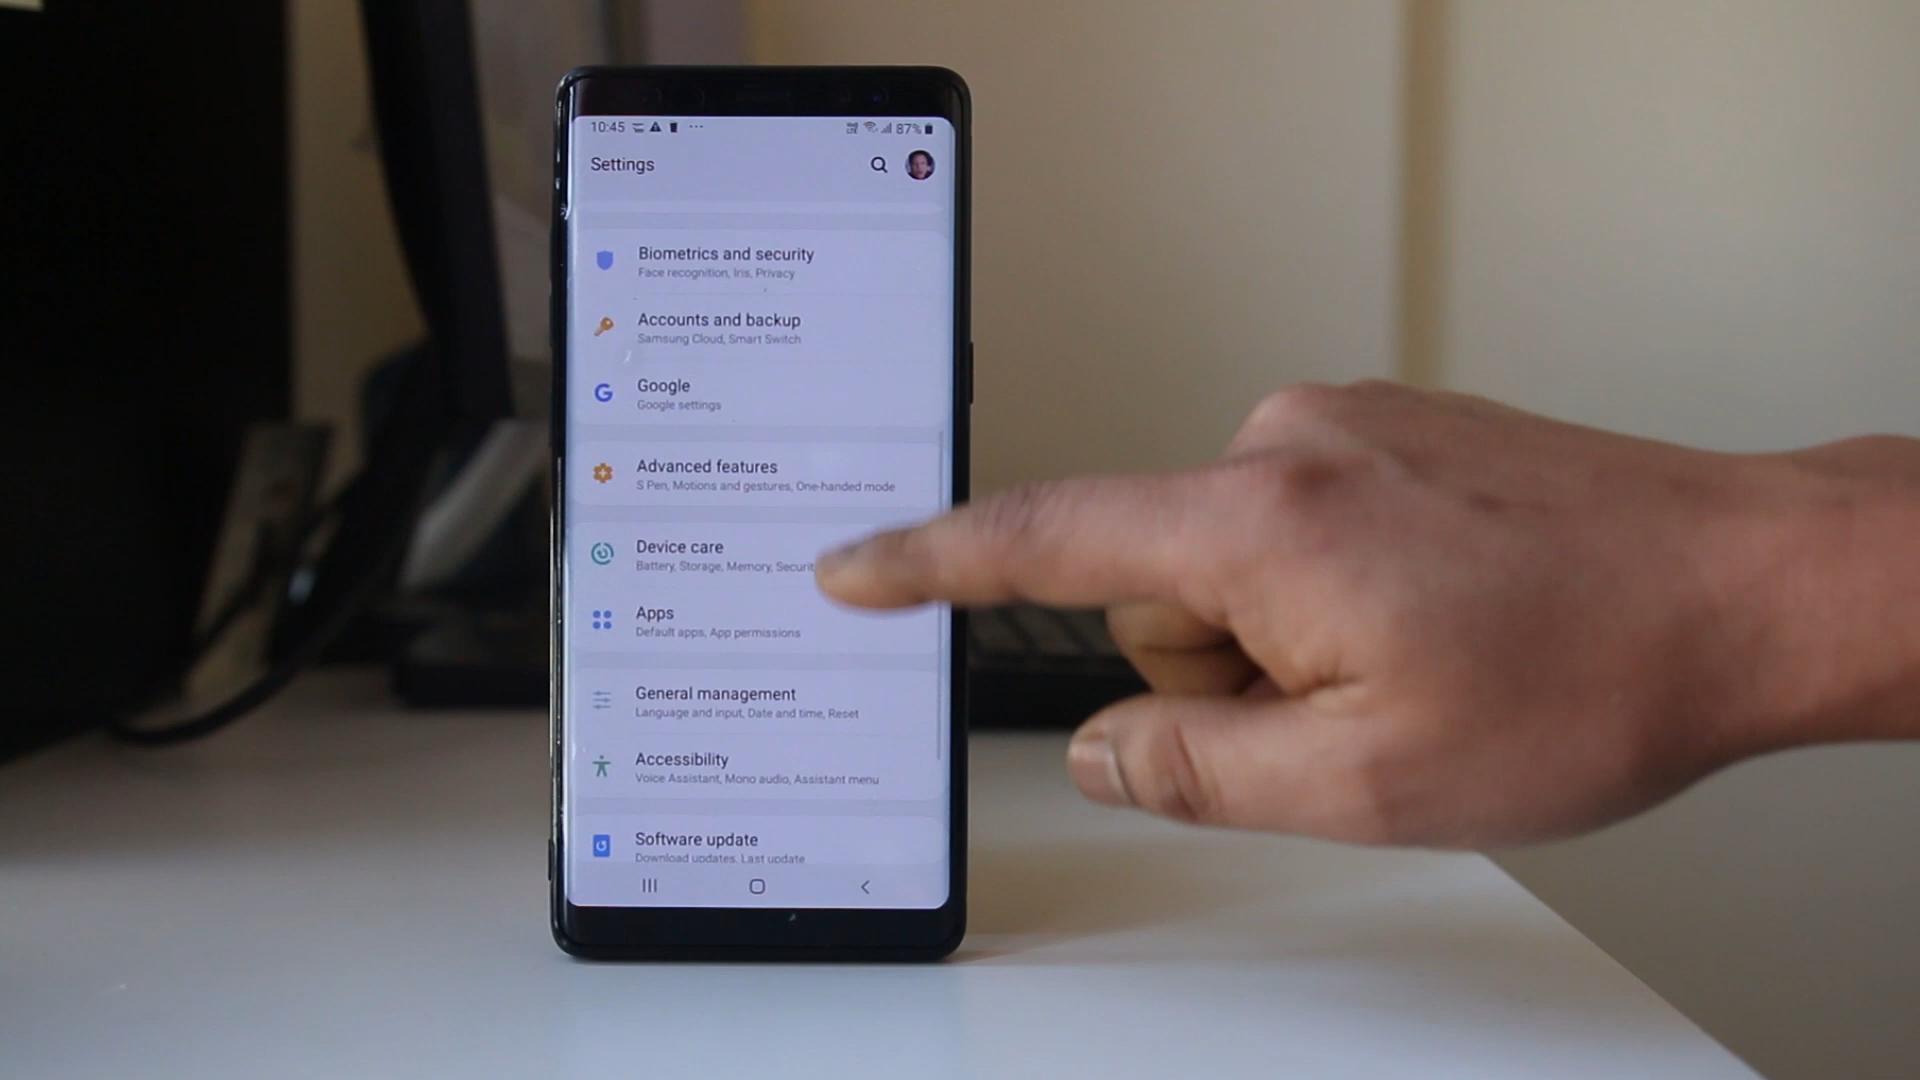 10:45 87%
Settings
Biometrics and security
Face recognition, Iris, Privacy
Accounts and backup
Samsung Cloud, Smart Switch
Google
Google settings
Advanced features
S Pen, Motions and gestures, One-handed mode
Device care
Battery, Storage, Memory, Securit
Apps
Default apps, App permissions
General management
Language and input, Date and time, Reset
Accessibility
Voice Assistant, Mono audio, Assistant menu
Software update
Download updates, Last update